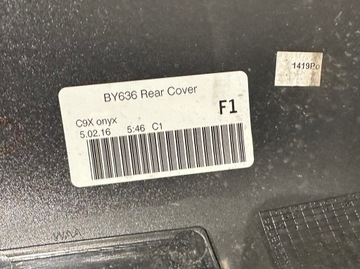 1419Po
BY636 Rear Cover
F1
C9X onyx
5.02.16 5:46 C1